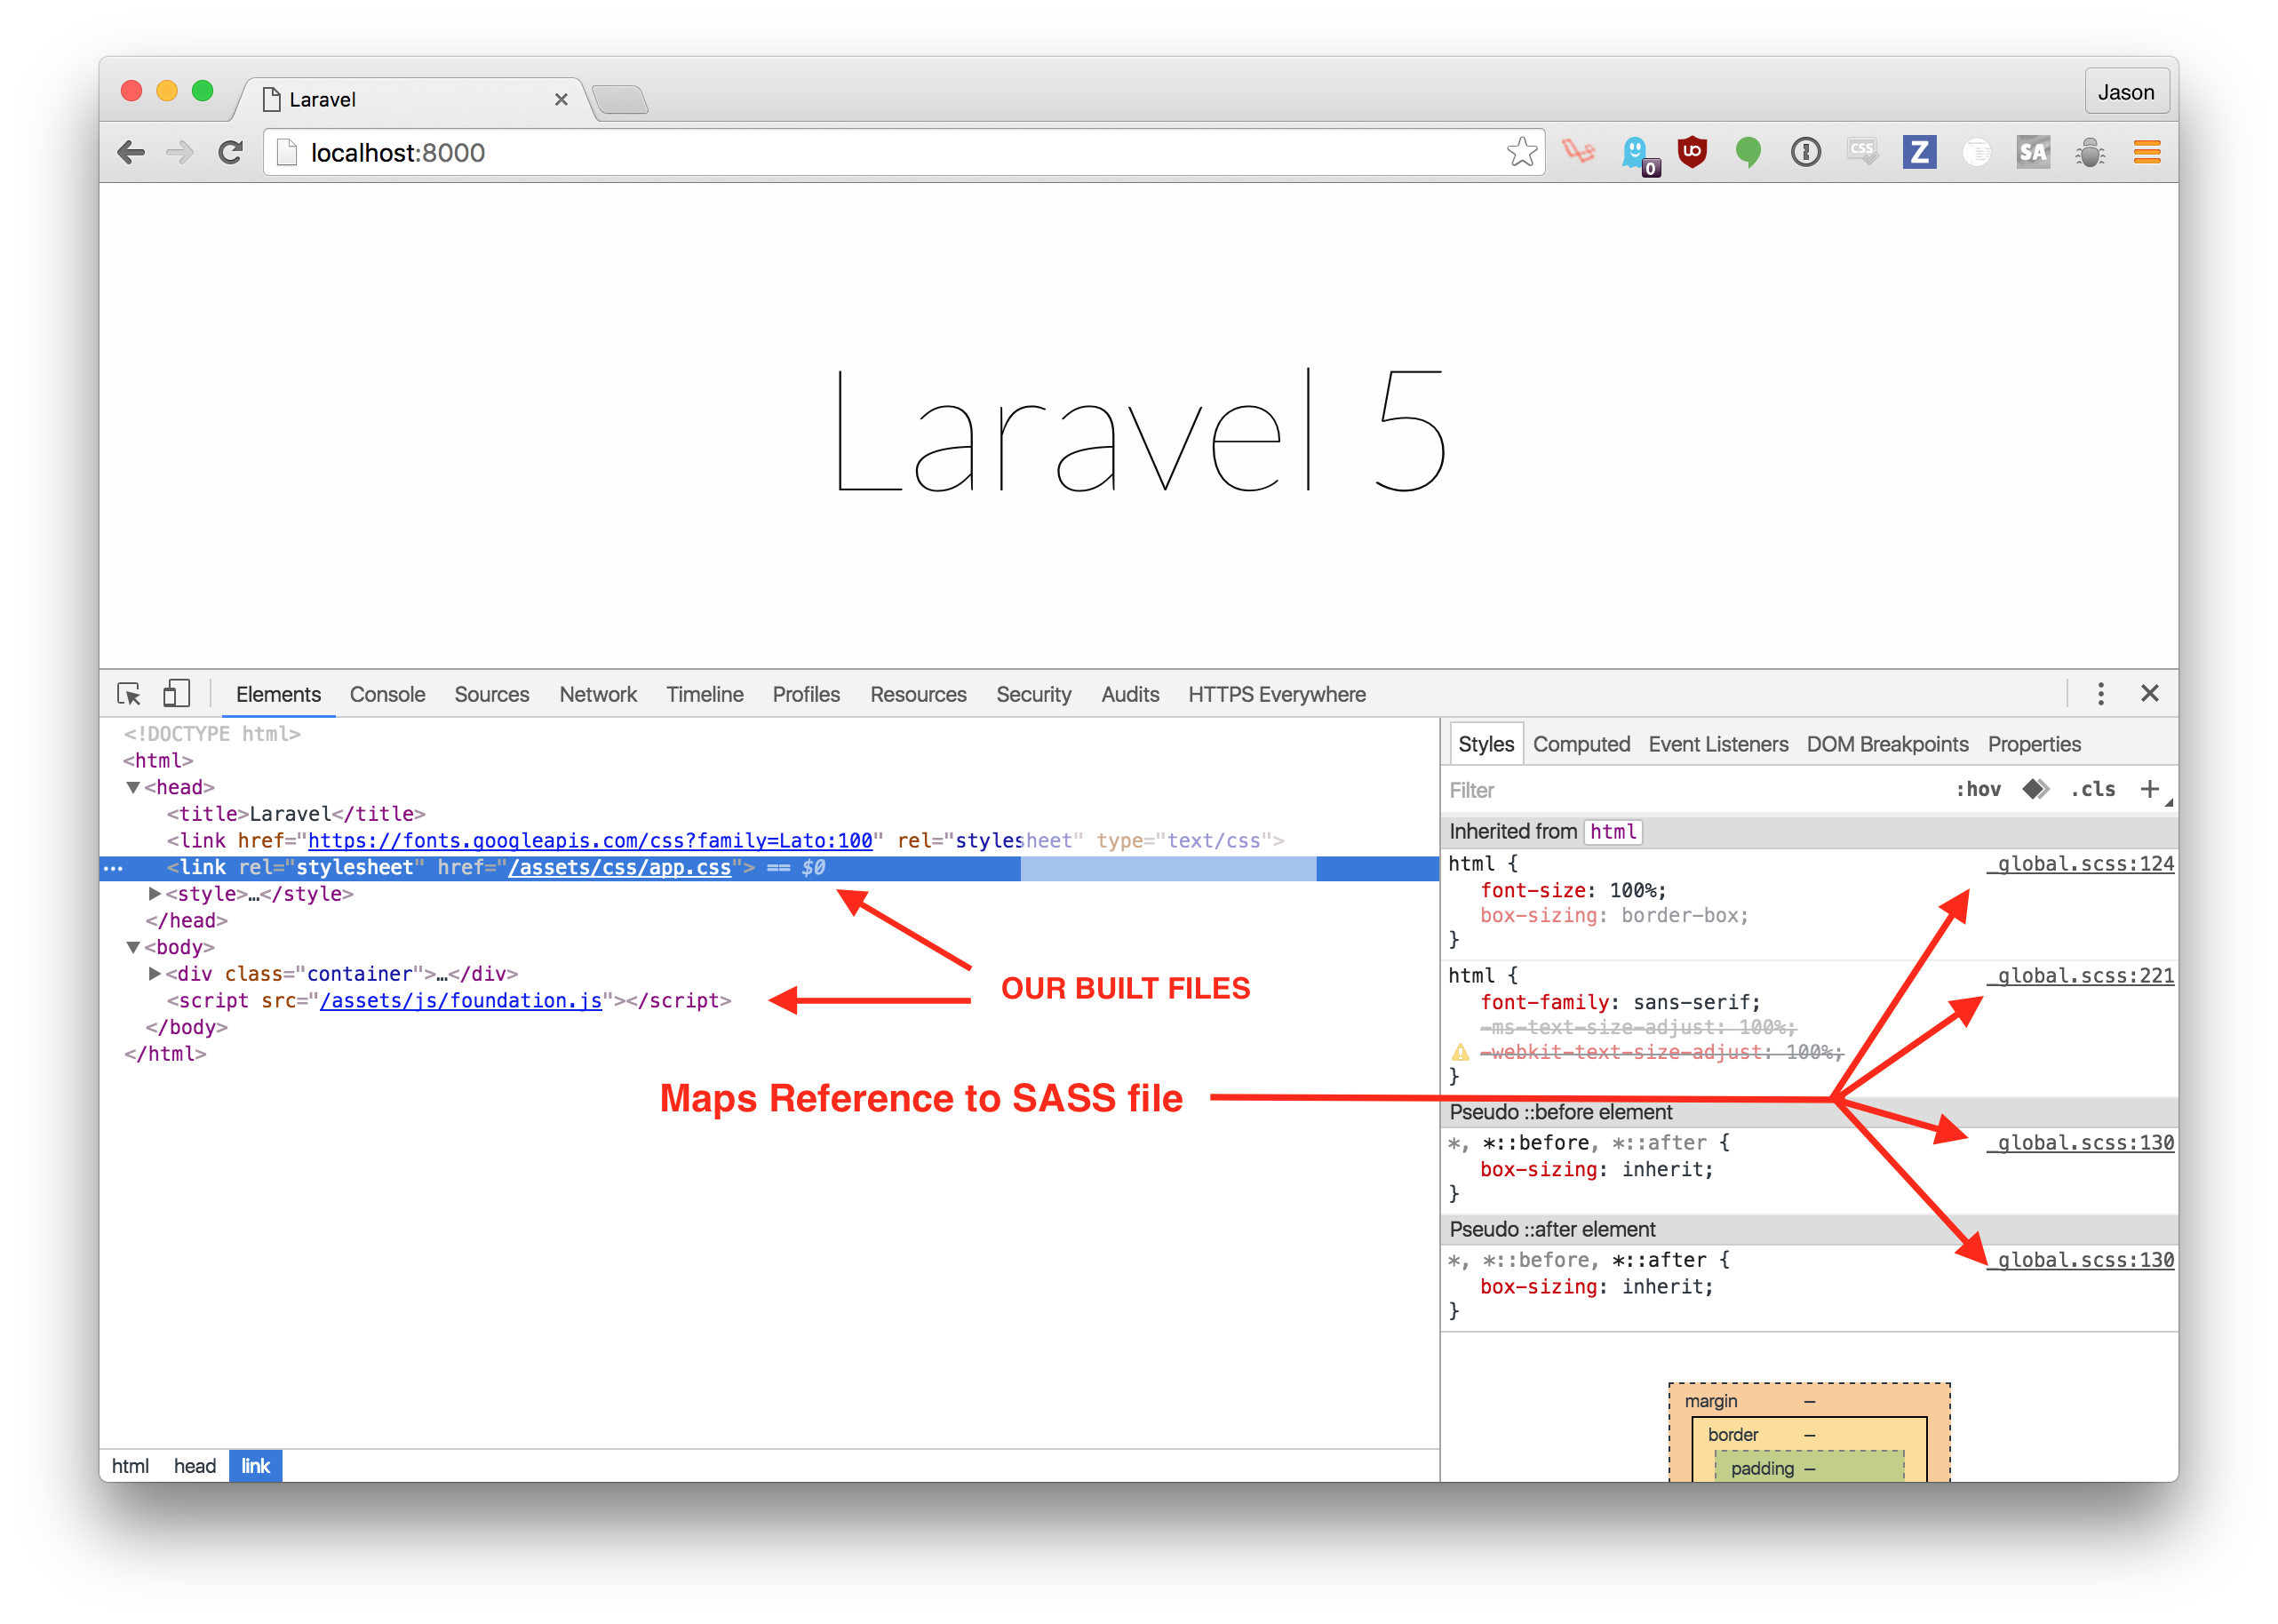 Laravel
Jason
localhost:8000
0
CSS
Z
SA
Laravel 5
Elements Console Sources Network Timeline Profiles Resources Security Audits HTTPS Everywhere
<!DOCTYPE html>
<html>
<head>
<title>Laravel</title>
<link href="https://fonts.googleapis.com/css?family=Lato:100" rel="stylesheet" type="text/css">
… <link rel="stylesheet" href="/assets/css/app.css"> == $0
<style>…</style>
</head>
<body>
<div class="container">…</div>
<script src="/assets/js/foundation.js"></script>
</body>
</html>
OUR BUILT FILES
Maps Reference to SASS file
html head link
Styles Computed Event Listeners DOM Breakpoints Properties
Filter :hov .cls +
Inherited from html
html { _global.scss:124
font-size: 100%;
box-sizing: border-box;
}
html { _global.scss:221
font-family: sans-serif;
-ms-text-size-adjust: 100%;
-webkit-text-size-adjust: 100%;
}
Pseudo ::before element
*, *::before, *::after { _global.scss:130
box-sizing: inherit;
}
Pseudo ::after element
*, *::before, *::after { _global.scss:130
box-sizing: inherit;
}
margin –
border –
padding –